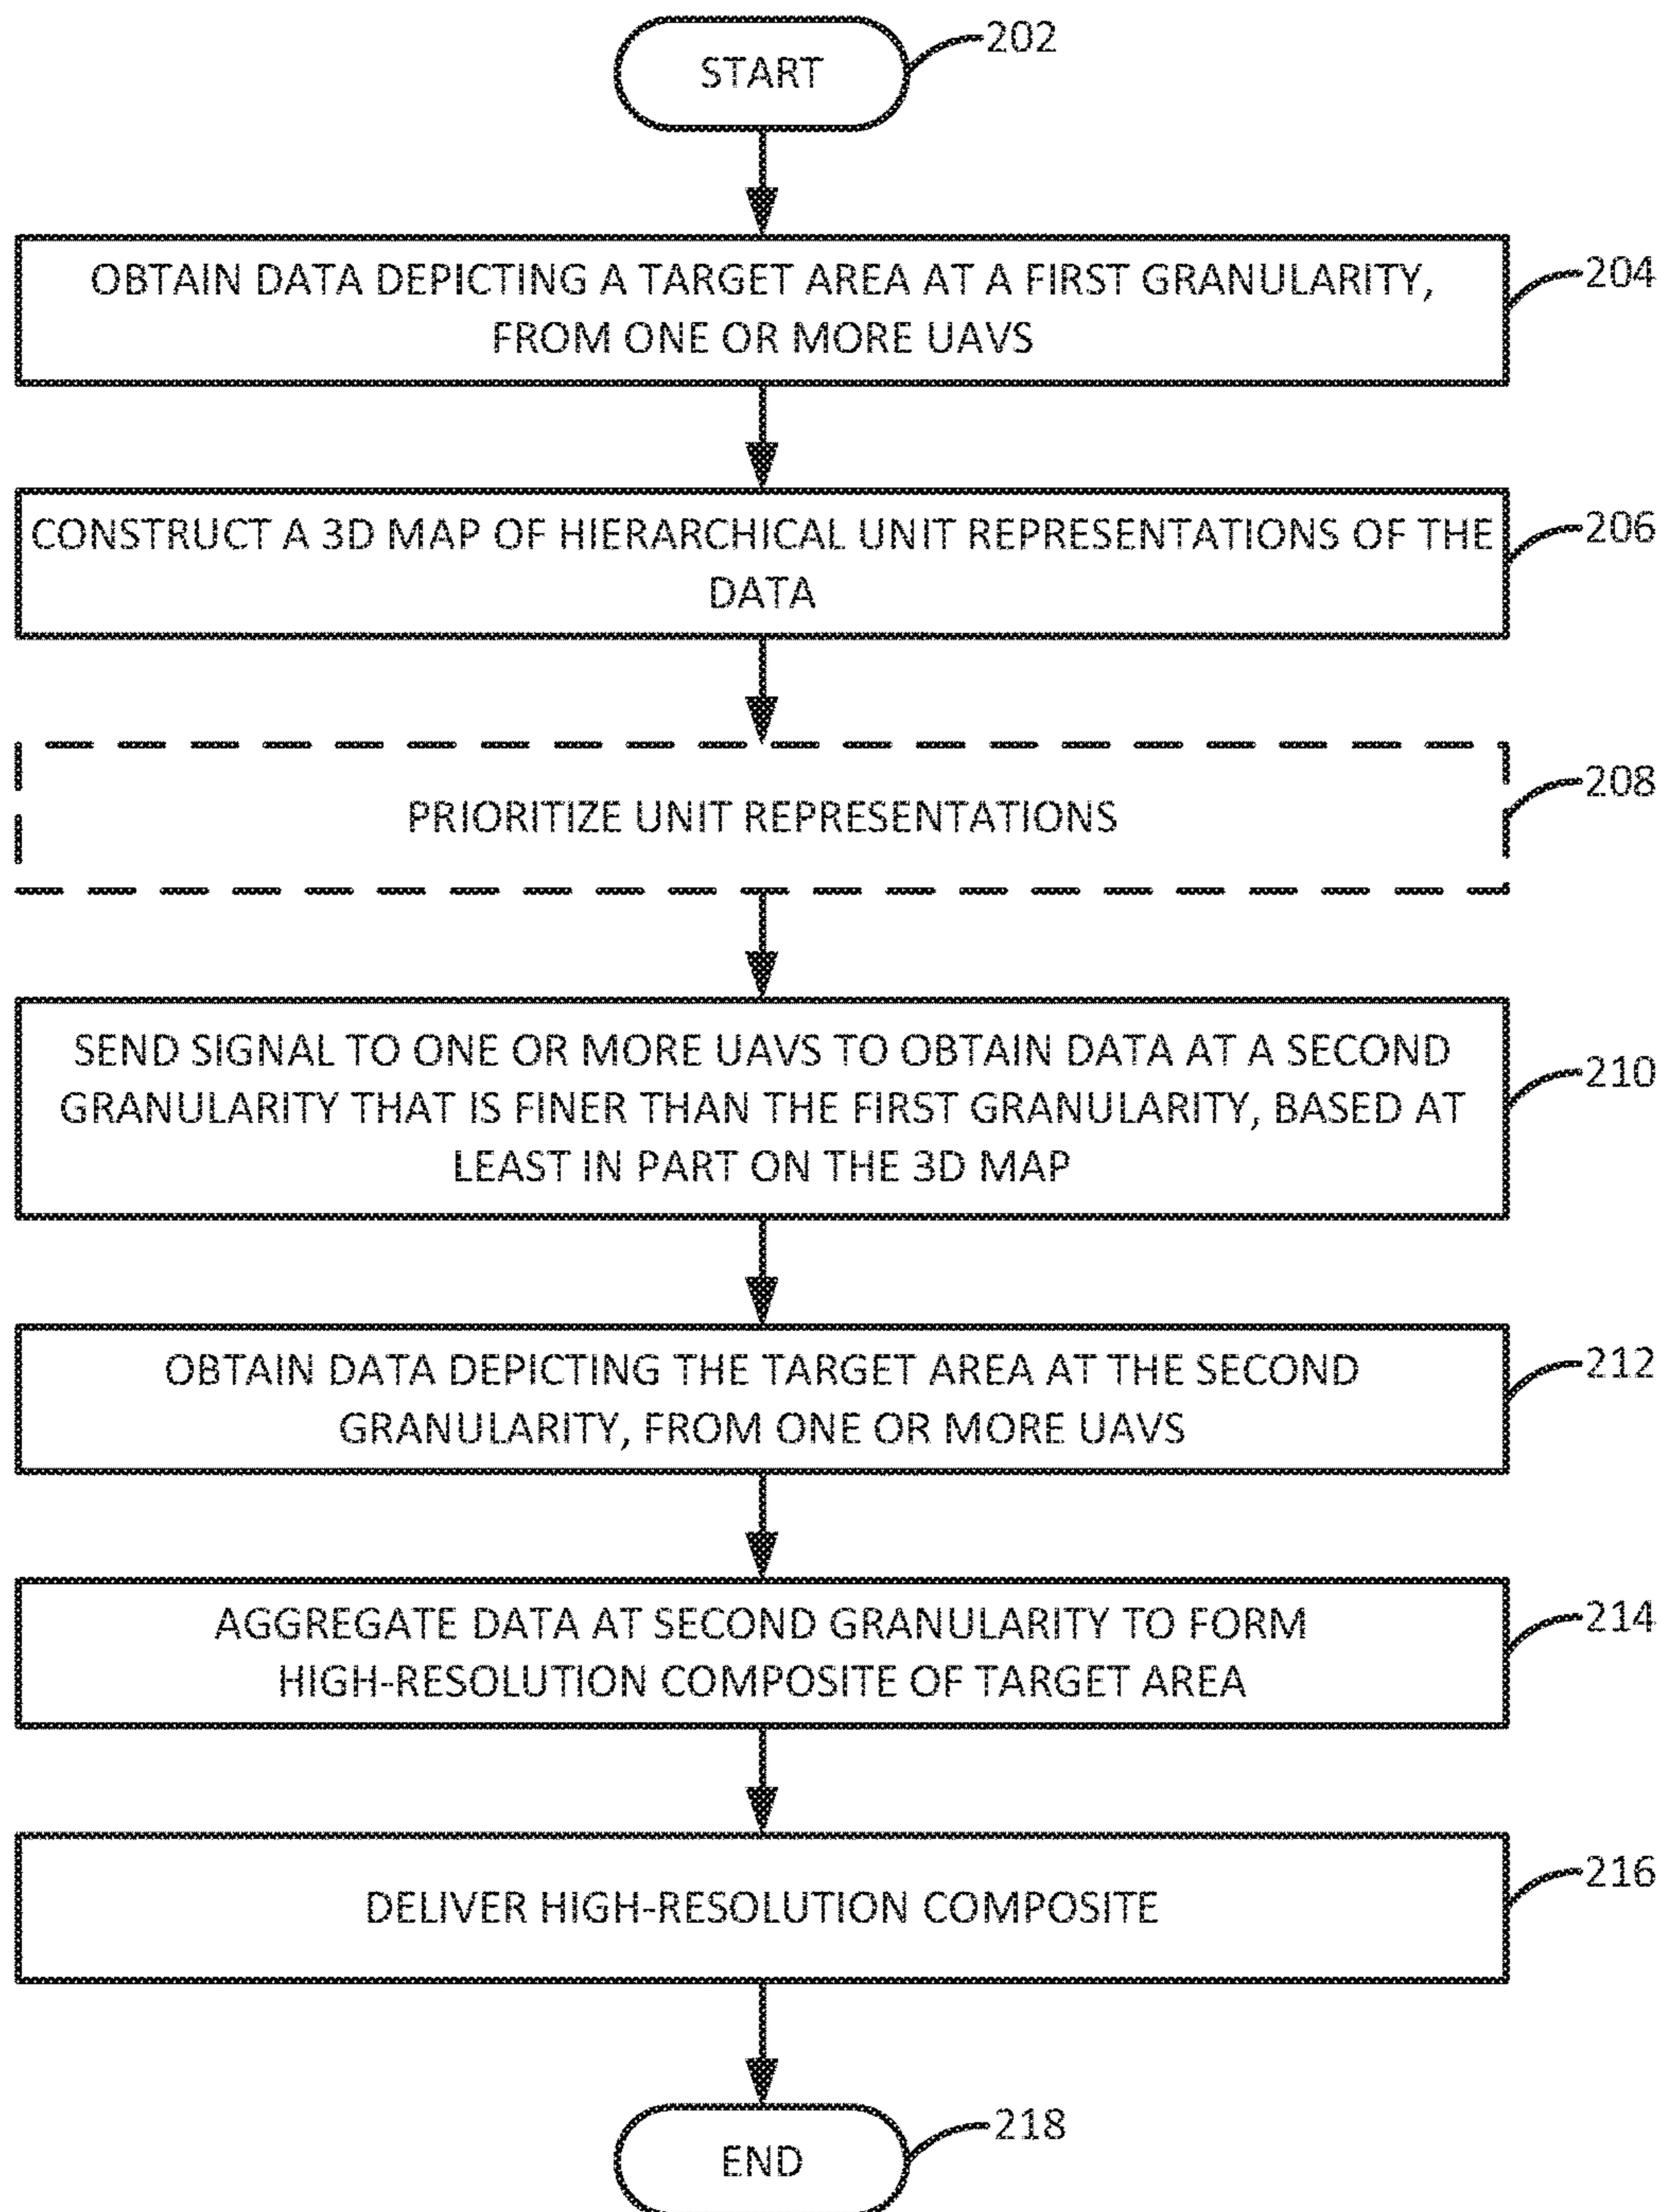 START
202
OBTAIN DATA DEPICTING A TARGET AREA AT A FIRST GRANULARITY,
FROM ONE OR MORE UAVS
204
CONSTRUCT A 3D MAP OF HIERARCHICAL UNIT REPRESENTATIONS OF THE
DATA
206
PRIORITIZE UNIT REPRESENTATIONS
208
SEND SIGNAL TO ONE OR MORE UAVS TO OBTAIN DATA AT A SECOND
GRANULARITY THAT IS FINER THAN THE FIRST GRANULARITY, BASED AT
LEAST IN PART ON THE 3D MAP
210
OBTAIN DATA DEPICTING THE TARGET AREA AT THE SECOND
GRANULARITY, FROM ONE OR MORE UAVS
212
AGGREGATE DATA AT SECOND GRANULARITY TO FORM
HIGH-RESOLUTION COMPOSITE OF TARGET AREA
214
DELIVER HIGH-RESOLUTION COMPOSITE
216
END
218